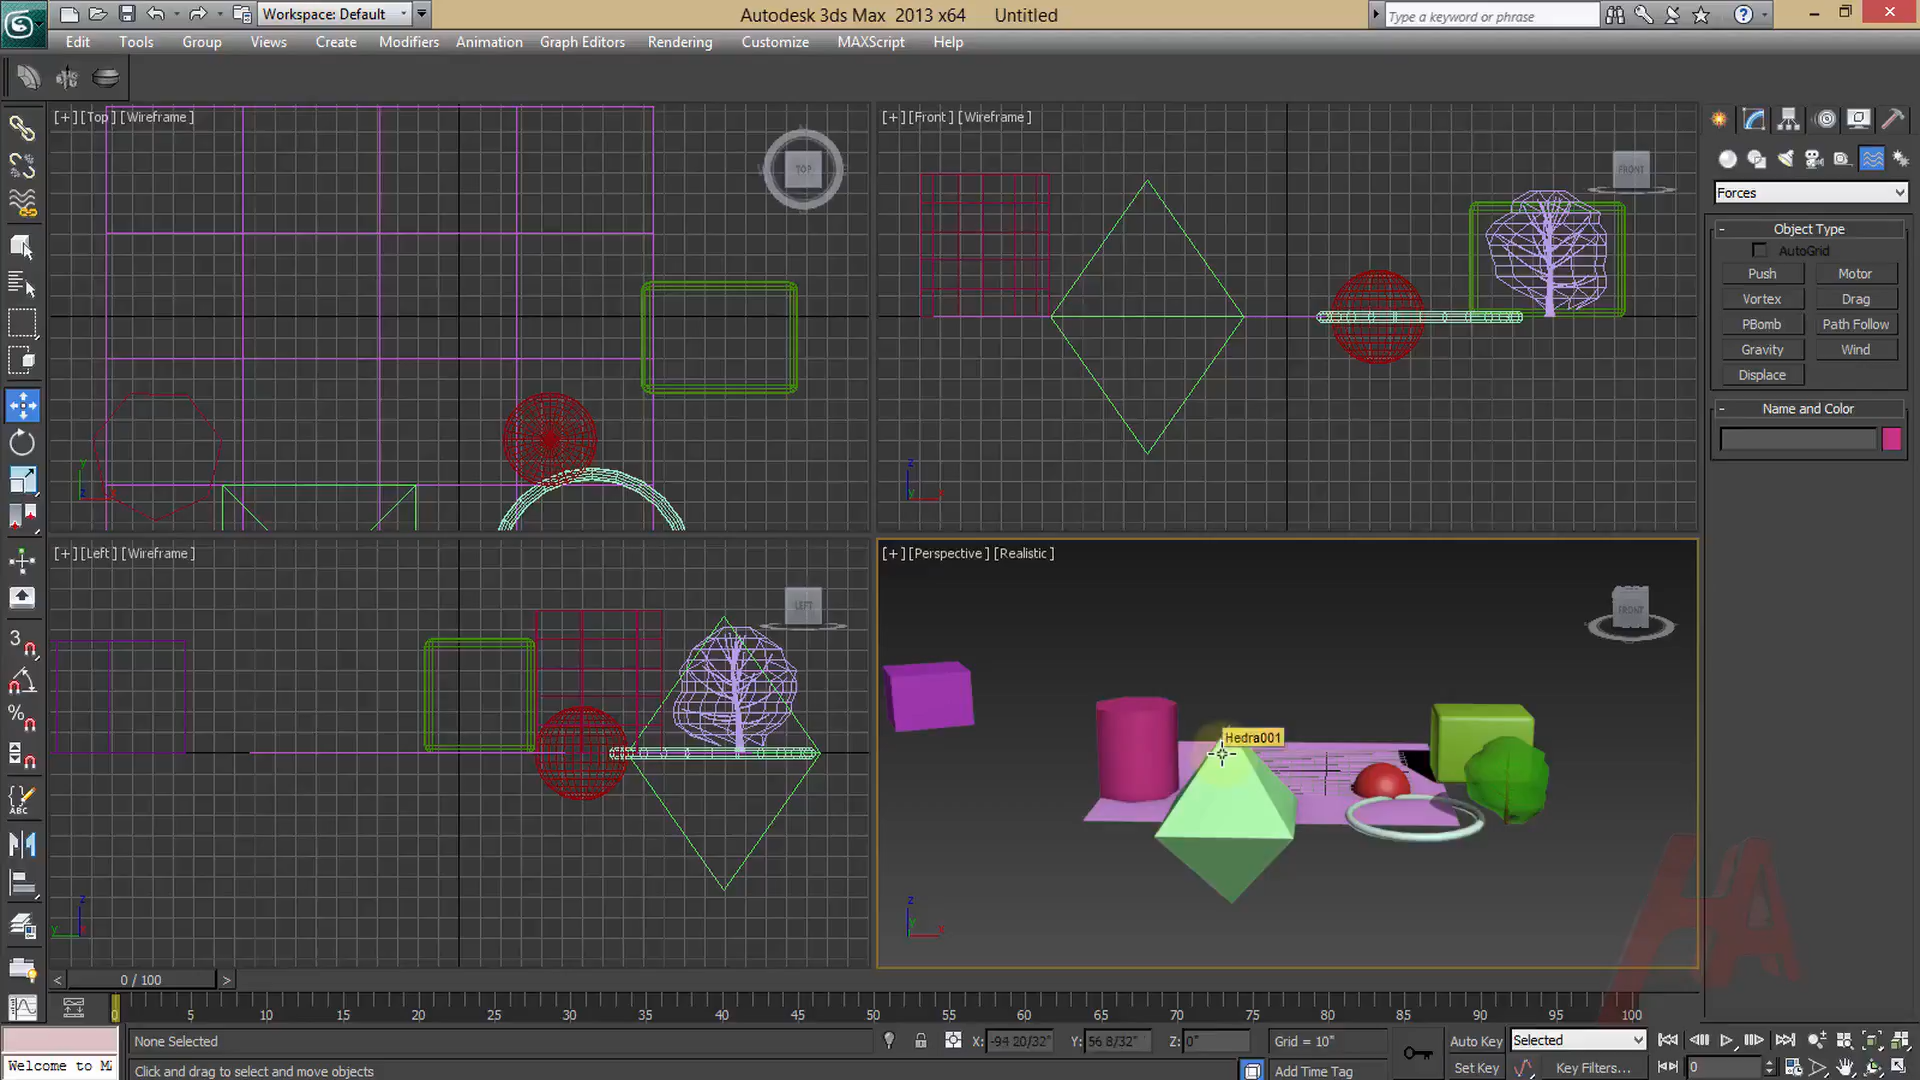 Workspace: Default
Autodesk 3ds Max 2013 x64 Untitled
Type a keyword or phrase
Edit Tools Group Views Create Modifiers Animation Graph Editors Rendering Customize MAXScript Help
[+][Top][Wireframe]
TOP
[+][Front][Wireframe]
FRONT
Forces
- Object Type
AutoGrid
Push Motor
Vortex Drag
PBomb Path Follow
Gravity Wind
Displace
- Name and Color
[+][Left][Wireframe]
LEFT
[+][Perspective][Realistic]
FRONT
Hedra001
3
%
ABC
< 0 / 100 >
0 5 10 15 20 25 30 35 40 45 50 55 60 65 70 75 80 85 90 95 100
None Selected
X: -94 20/32" Y: 56 8/32" Z: 0" Grid = 10"
Auto Key Selected
Welcome to M
Click and drag to select and move objects
Add Time Tag
Set Key Key Filters...
0